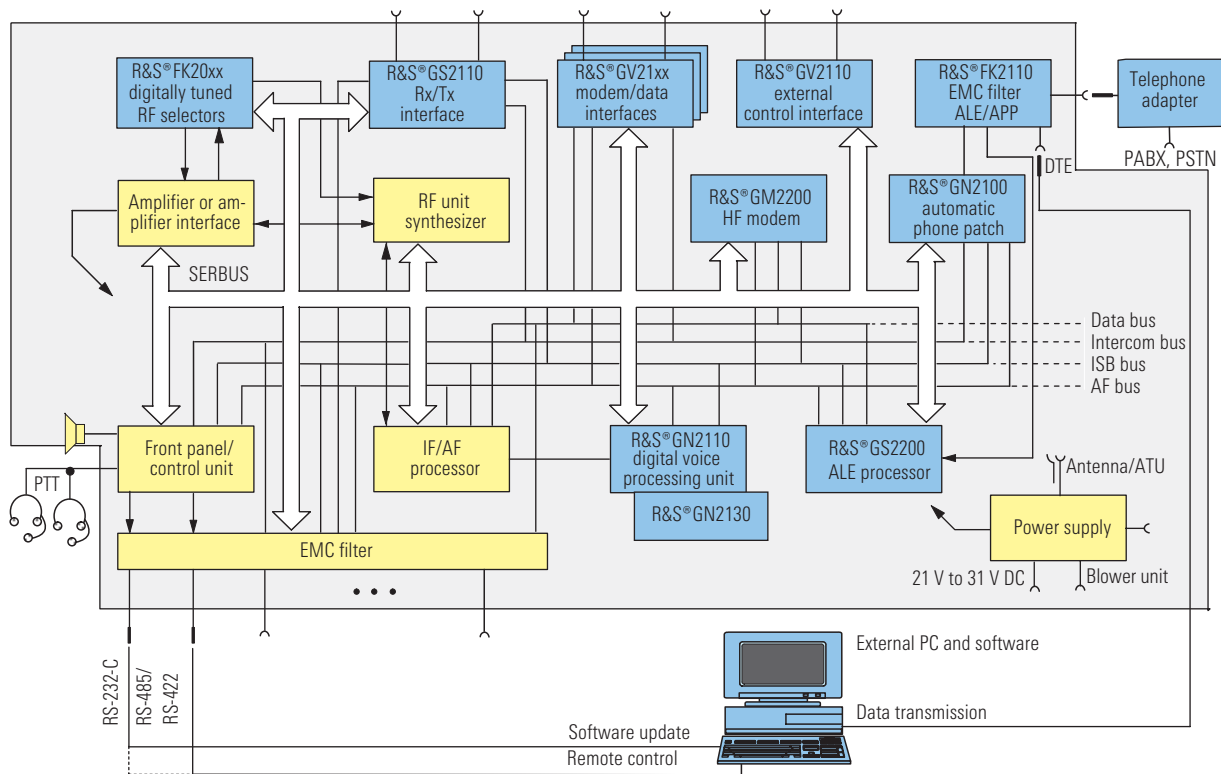 R&S®FK20xx
digitally tuned
RF selectors
R&S®GS2110
Rx/Tx
interface
R&S®GV21xx
modem/data
interfaces
R&S®GV2110
external
control interface
R&S®FK2110
EMC filter
ALE/APP
Telephone
adapter
PABX, PSTN
DTE
Amplifier or am-
plifier interface
RF unit
synthesizer
R&S®GM2200
HF modem
R&S®GN2100
automatic
phone patch
SERBUS
Data bus
Intercom bus
ISB bus
AF bus
Front panel/
control unit
IF/AF
processor
R&S®GN2110
digital voice
processing unit
R&S®GN2130
R&S®GS2200
ALE processor
PTT
Antenna/ATU
Power supply
EMC filter
21 V to 31 V DC
Blower unit
• • •
RS-232-C
RS-485/
RS-422
External PC and software
Data transmission
Software update
Remote control